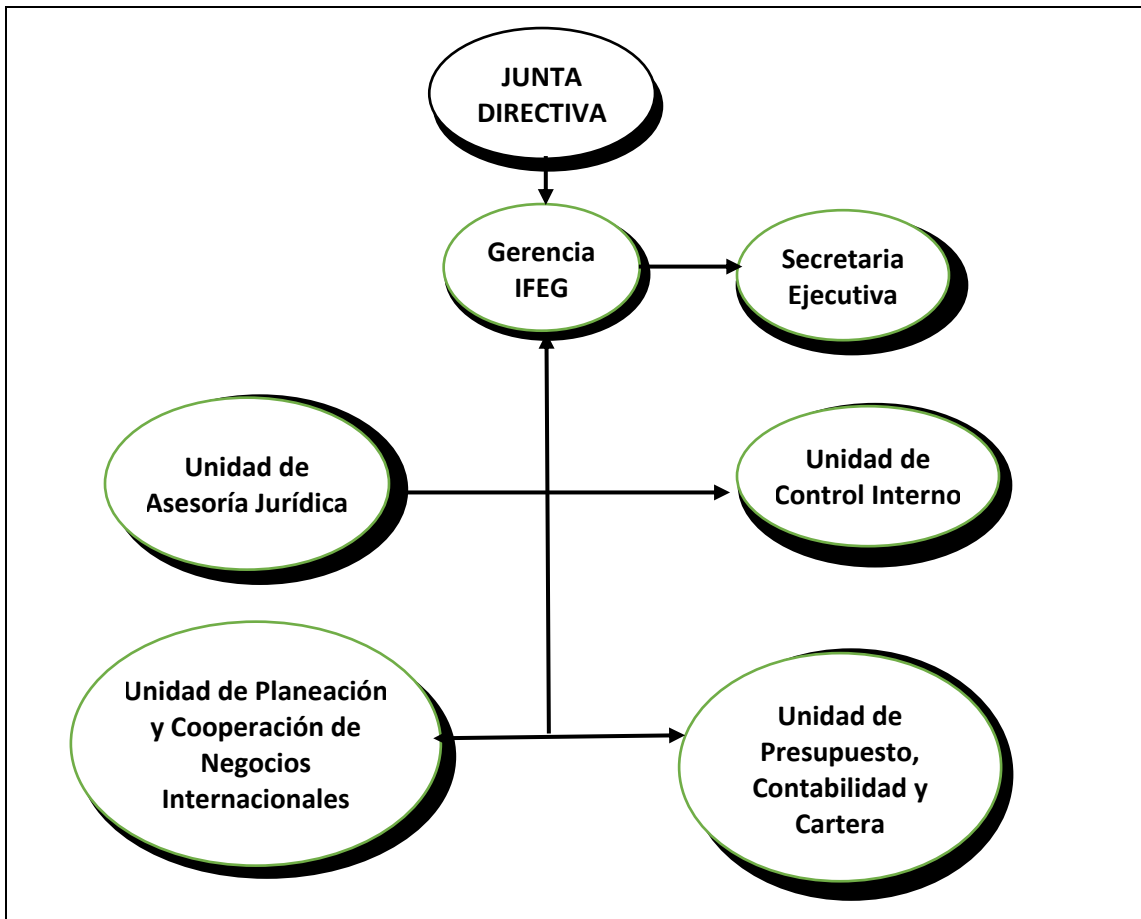 JUNTA
DIRECTIVA
Gerencia
IFEG
Secretaria
Ejecutiva
Unidad de
Asesoría Jurídica
Unidad de
Control Interno
Unidad de Planeación
y Cooperación de
Negocios
Internacionales
Unidad de
Presupuesto,
Contabilidad y
Cartera